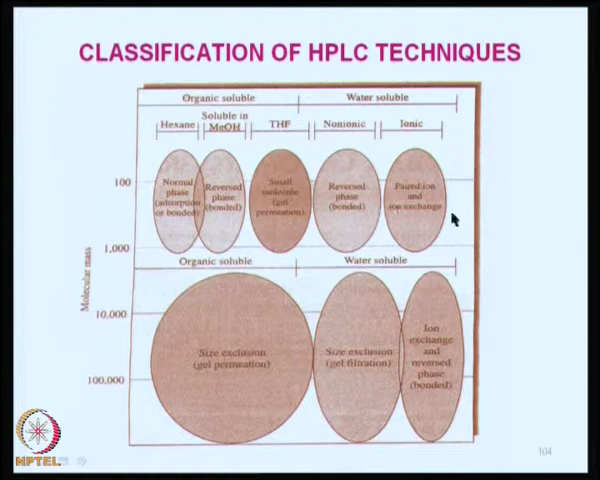 CLASSIFICATION OF HPLC TECHNIQUES
Organic soluble
Water soluble
Hexane
Soluble in
MeOH
THF
Nonionic
Ionic
100
Normal
phase
(adsorption
or bonded)
Reversed
phase
(bonded)
Small
molecule
(gel
permeation)
Reversed
phase
(bonded)
Paired ion
and
ion exchange
1,000
Organic soluble
Water soluble
Molecular mass
10,000
100,000
Size exclusion
(gel permeation)
Size exclusion
(gel filtration)
Ion
exchange
and
reversed
phase
(bonded)
NPTEL
104